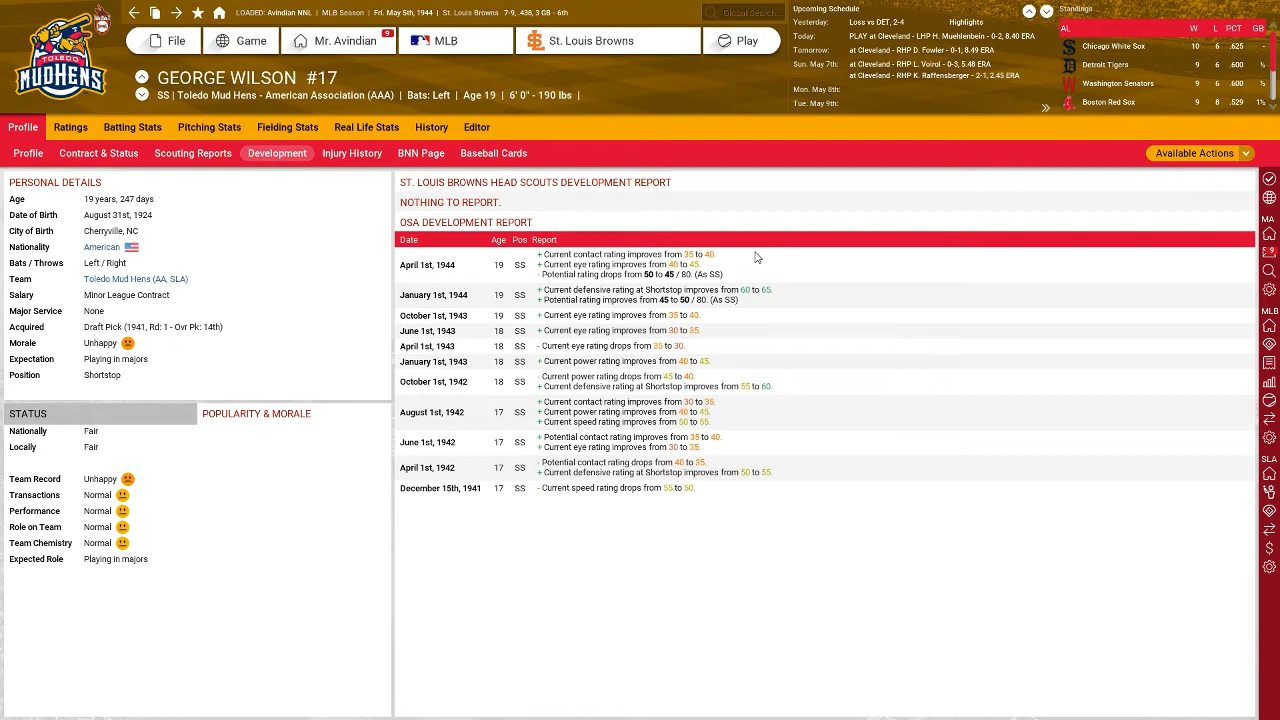 LOADED: Avindian NNL | MLB Season | Fri. May 5th, 1944 | St. Louis Browns 7-9, .438, 3 GB - 6th
Global Search...
File
Game
Mr. Avindian 9
MLB
St. Louis Browns
Play
TOLEDO
MUDHENS
GEORGE WILSON #17
SS | Toledo Mud Hens - American Association (AAA) | Bats: Left | Age 19 | 6' 0" - 190 lbs |
Upcoming Schedule
Yesterday: Loss vs DET, 2-4 Highlights
Today: PLAY at Cleveland - LHP H. Muehlenbein - 0-2, 8.40 ERA
Tomorrow: at Cleveland - RHP D. Fowler - 0-1, 8.49 ERA
Sun. May 7th: at Cleveland - RHP L. Voirol - 0-3, 5.48 ERA
at Cleveland - RHP K. Raffensberger - 2-1, 2.45 ERA
Mon. May 8th:
Tue. May 9th:
Standings
AL W L PCT GB
Chicago White Sox 10 6 .625 -
Detroit Tigers 9 6 .600 ½
Washington Senators 9 6 .600 ½
Boston Red Sox 9 8 .529 1½
Profile Ratings Batting Stats Pitching Stats Fielding Stats Real Life Stats History Editor
Profile Contract & Status Scouting Reports Development Injury History BNN Page Baseball Cards
Available Actions
PERSONAL DETAILS
Age 19 years, 247 days
Date of Birth August 31st, 1924
City of Birth Cherryville, NC
Nationality American
Bats / Throws Left / Right
Team Toledo Mud Hens (AA, SLA)
Salary Minor League Contract
Major Service None
Acquired Draft Pick (1941, Rd: 1 - Ovr Pk: 14th)
Morale Unhappy
Expectation Playing in majors
Position Shortstop
STATUS POPULARITY & MORALE
Nationally Fair
Locally Fair
Team Record Unhappy
Transactions Normal
Performance Normal
Role on Team Normal
Team Chemistry Normal
Expected Role Playing in majors
ST. LOUIS BROWNS HEAD SCOUTS DEVELOPMENT REPORT
NOTHING TO REPORT.
OSA DEVELOPMENT REPORT
Date Age Pos Report
April 1st, 1944 19 SS + Current contact rating improves from 35 to 40.
+ Current eye rating improves from 40 to 45.
- Potential rating drops from 50 to 45 / 80. (As SS)
January 1st, 1944 19 SS + Current defensive rating at Shortstop improves from 60 to 65.
+ Potential rating improves from 45 to 50 / 80. (As SS)
October 1st, 1943 19 SS + Current eye rating improves from 35 to 40.
June 1st, 1943 18 SS + Current eye rating improves from 30 to 35.
April 1st, 1943 18 SS - Current eye rating drops from 35 to 30.
January 1st, 1943 18 SS + Current power rating improves from 40 to 45.
October 1st, 1942 18 SS - Current power rating drops from 45 to 40.
+ Current defensive rating at Shortstop improves from 55 to 60.
August 1st, 1942 17 SS + Current contact rating improves from 30 to 35.
+ Current power rating improves from 40 to 45.
+ Current speed rating improves from 50 to 55.
June 1st, 1942 17 SS + Potential contact rating improves from 35 to 40.
+ Current eye rating improves from 30 to 35.
April 1st, 1942 17 SS - Potential contact rating drops from 40 to 35.
+ Current defensive rating at Shortstop improves from 50 to 55.
December 15th, 1941 17 SS - Current speed rating drops from 55 to 50.
MA
9
MLB
SLA